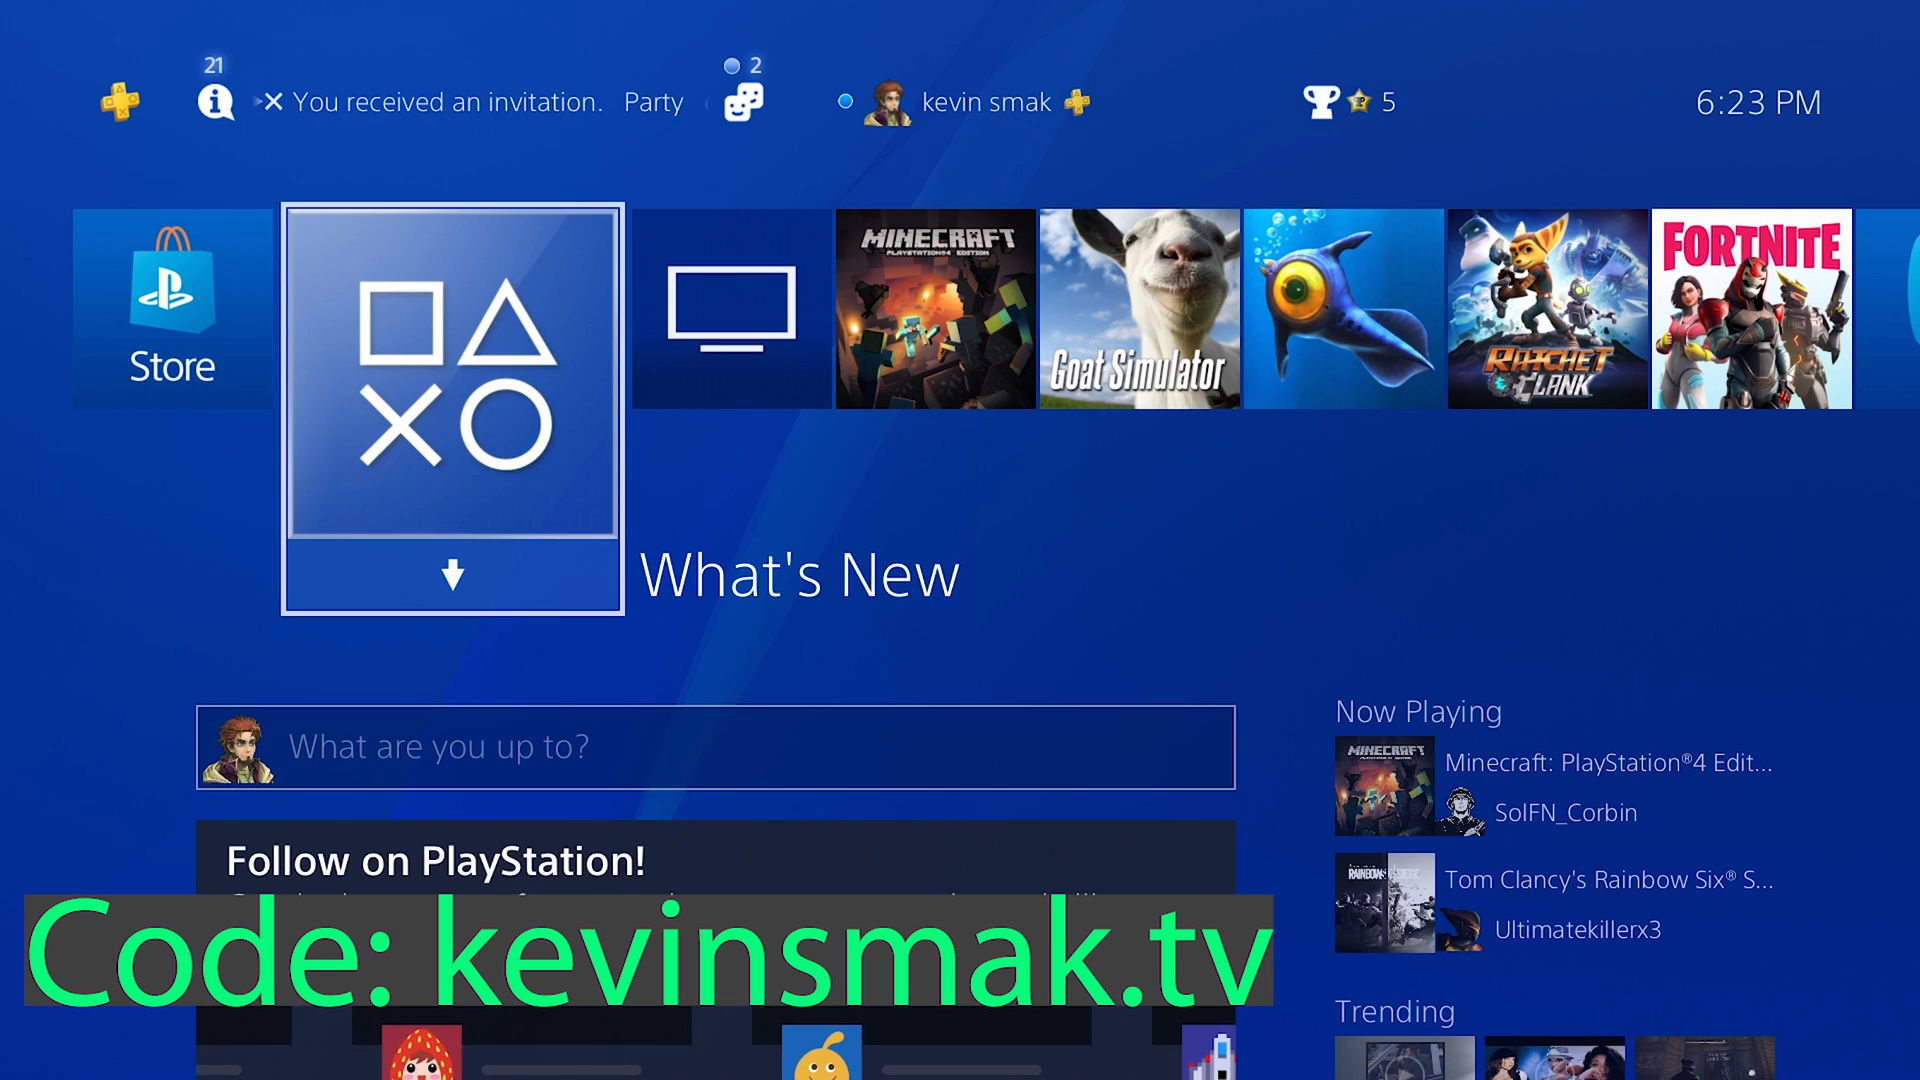 21
You received an invitation. Party
2
kevin smak
5
6:23 PM
Store
MINECRAFT
PLAYSTATION®4 EDITION
Goat Simulator
RATCHET
CLANK
FORTNITE
What's New
What are you up to?
Now Playing
MINECRAFT
Minecraft: PlayStation®4 Edit...
SolFN_Corbin
Tom Clancy's Rainbow Six® S...
Ultimatekillerx3
Follow on PlayStation!
Code: kevinsmak.tv
Trending